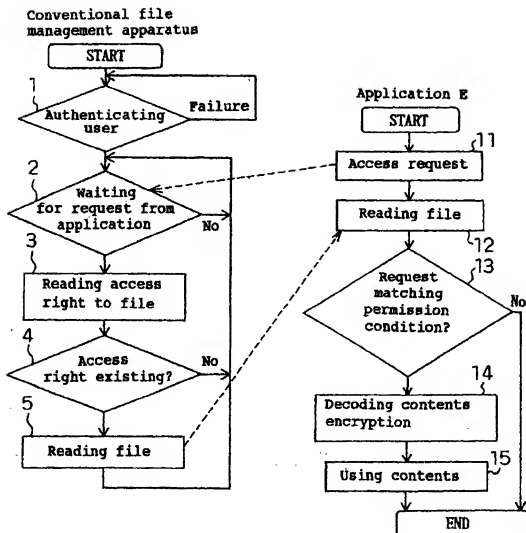 Conventional file
management apparatus
START
1
Authenticating
user
Failure
2
Waiting
for request from
application
No
3
Reading access
right to file
4
Access
right existing?
No
5
Reading file
Application E
START
11
Access request
Reading file
12
13
Request
matching
permission
condition?
No
14
Decoding contents
encryption
15
Using contents
END